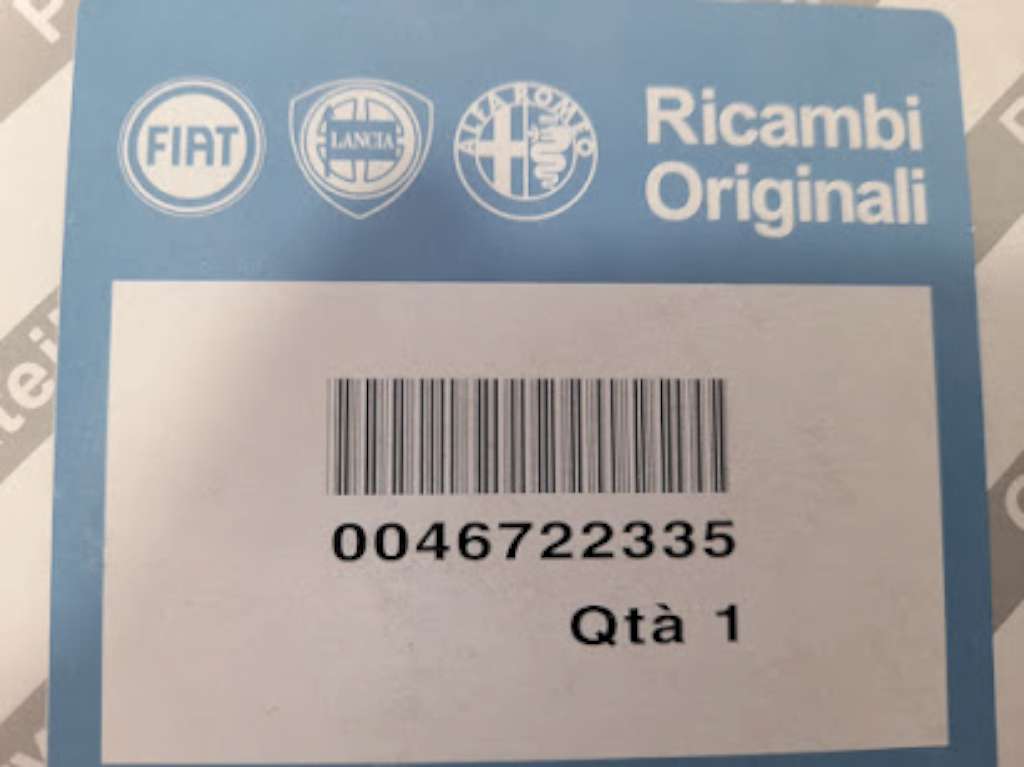 FIAT
LANCIA
ALFA ROMEO
Ricambi
Originali
0046722335
Qtà 1